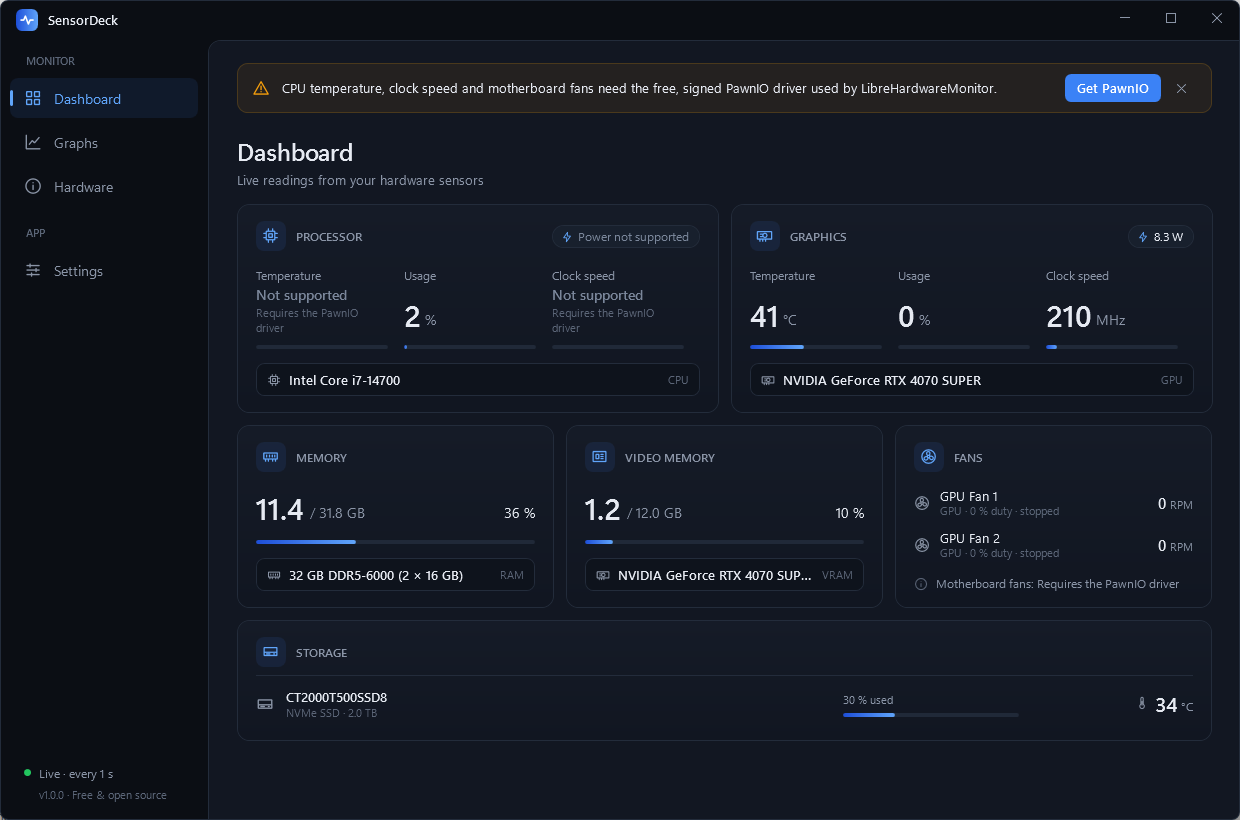 SensorDeck
MONITOR
Dashboard
Graphs
Hardware
APP
Settings
Live · every 1 s
v1.0.0 · Free & open source
CPU temperature, clock speed and motherboard fans need the free, signed PawnIO driver used by LibreHardwareMonitor.
Get PawnIO
Dashboard
Live readings from your hardware sensors
PROCESSOR
Power not supported
Temperature
Not supported
Requires the PawnIO
driver
Usage
2 %
Clock speed
Not supported
Requires the PawnIO
driver
Intel Core i7-14700
CPU
GRAPHICS
8.3 W
Temperature
41 °C
Usage
0 %
Clock speed
210 MHz
NVIDIA GeForce RTX 4070 SUPER
GPU
MEMORY
11.4 / 31.8 GB
36 %
32 GB DDR5-6000 (2 × 16 GB)
RAM
VIDEO MEMORY
1.2 / 12.0 GB
10 %
NVIDIA GeForce RTX 4070 SUP...
VRAM
FANS
GPU Fan 1
GPU · 0 % duty · stopped
0 RPM
GPU Fan 2
GPU · 0 % duty · stopped
0 RPM
Motherboard fans: Requires the PawnIO driver
STORAGE
CT2000T500SSD8
NVMe SSD · 2.0 TB
30 % used
34 °C